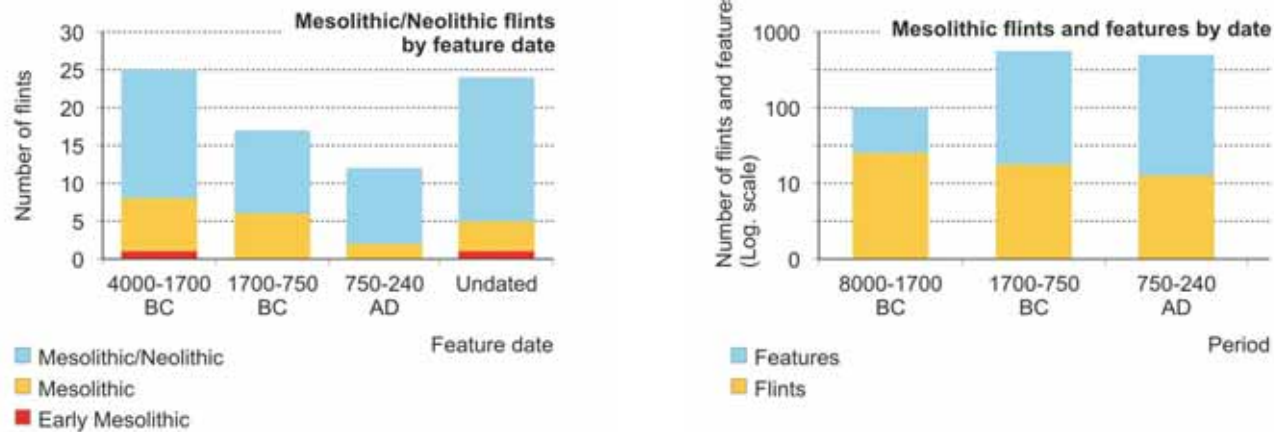 Mesolithic/Neolithic flints
by feature date
Number of flints
30
25
20
15
10
5
0
4000-1700
BC
1700-750
BC
750-240
AD
Undated
Feature date
Mesolithic/Neolithic
Mesolithic
Early Mesolithic
Mesolithic flints and features by date
Number of flints and features
(Log. scale)
1000
100
10
0
8000-1700
BC
1700-750
BC
750-240
AD
Period
Features
Flints